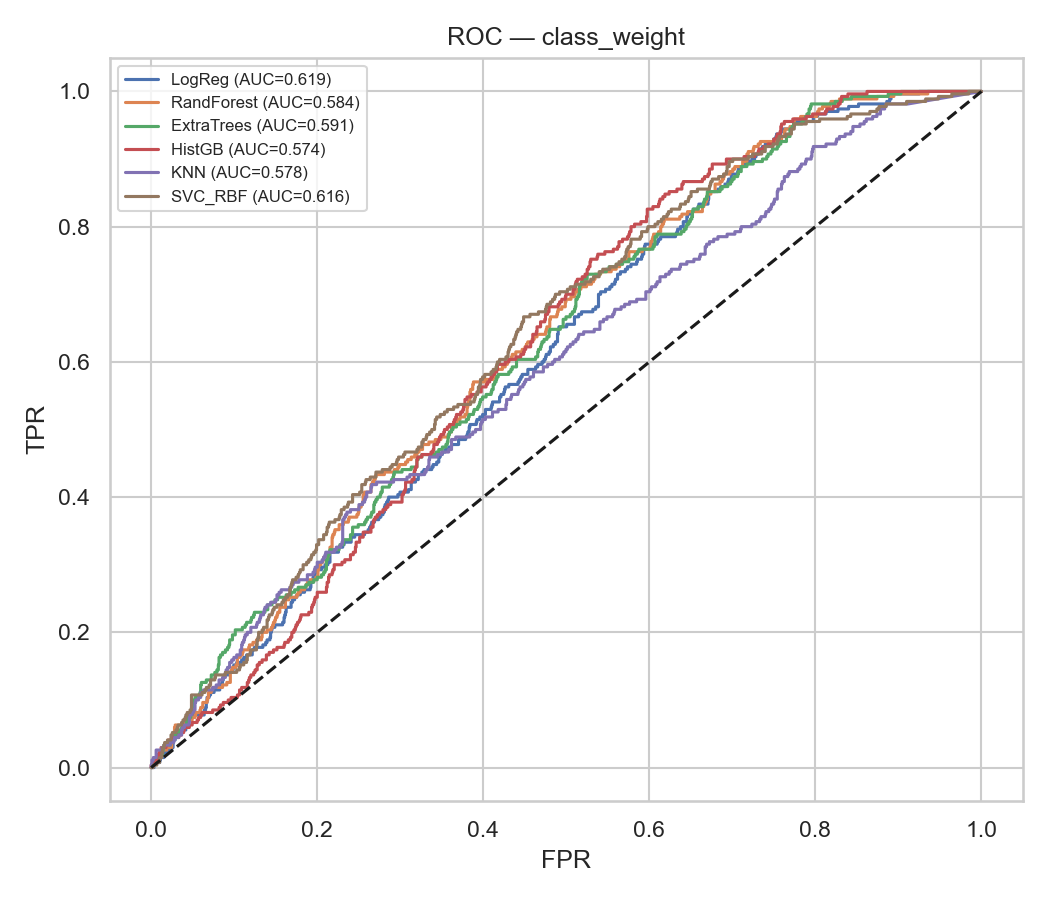 ROC — class_weight
LogReg (AUC=0.619)
RandForest (AUC=0.584)
ExtraTrees (AUC=0.591)
HistGB (AUC=0.574)
KNN (AUC=0.578)
SVC_RBF (AUC=0.616)
1.0
0.8
0.6
0.4
0.2
0.0
TPR
0.0 0.2 0.4 0.6 0.8 1.0
FPR